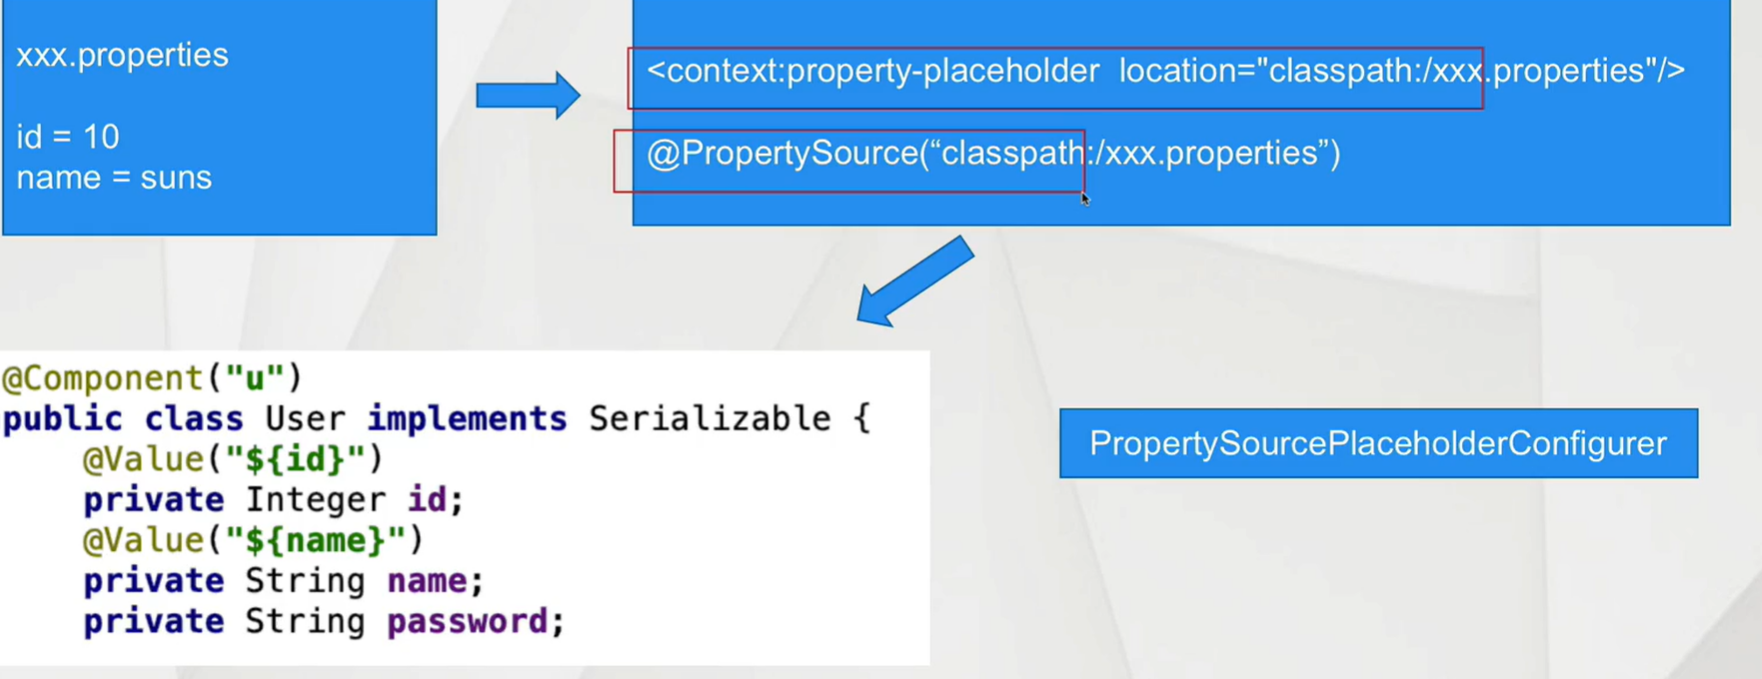 xxx.properties
id = 10
name = suns
<context:property-placeholder  location="classpath:/xxx.properties"/>
@PropertySource(“classpath:/xxx.properties”)
@Component("u")
public class User implements Serializable {
    @Value("${id}")
    private Integer id;
    @Value("${name}")
    private String name;
    private String password;
PropertySourcePlaceholderConfigurer